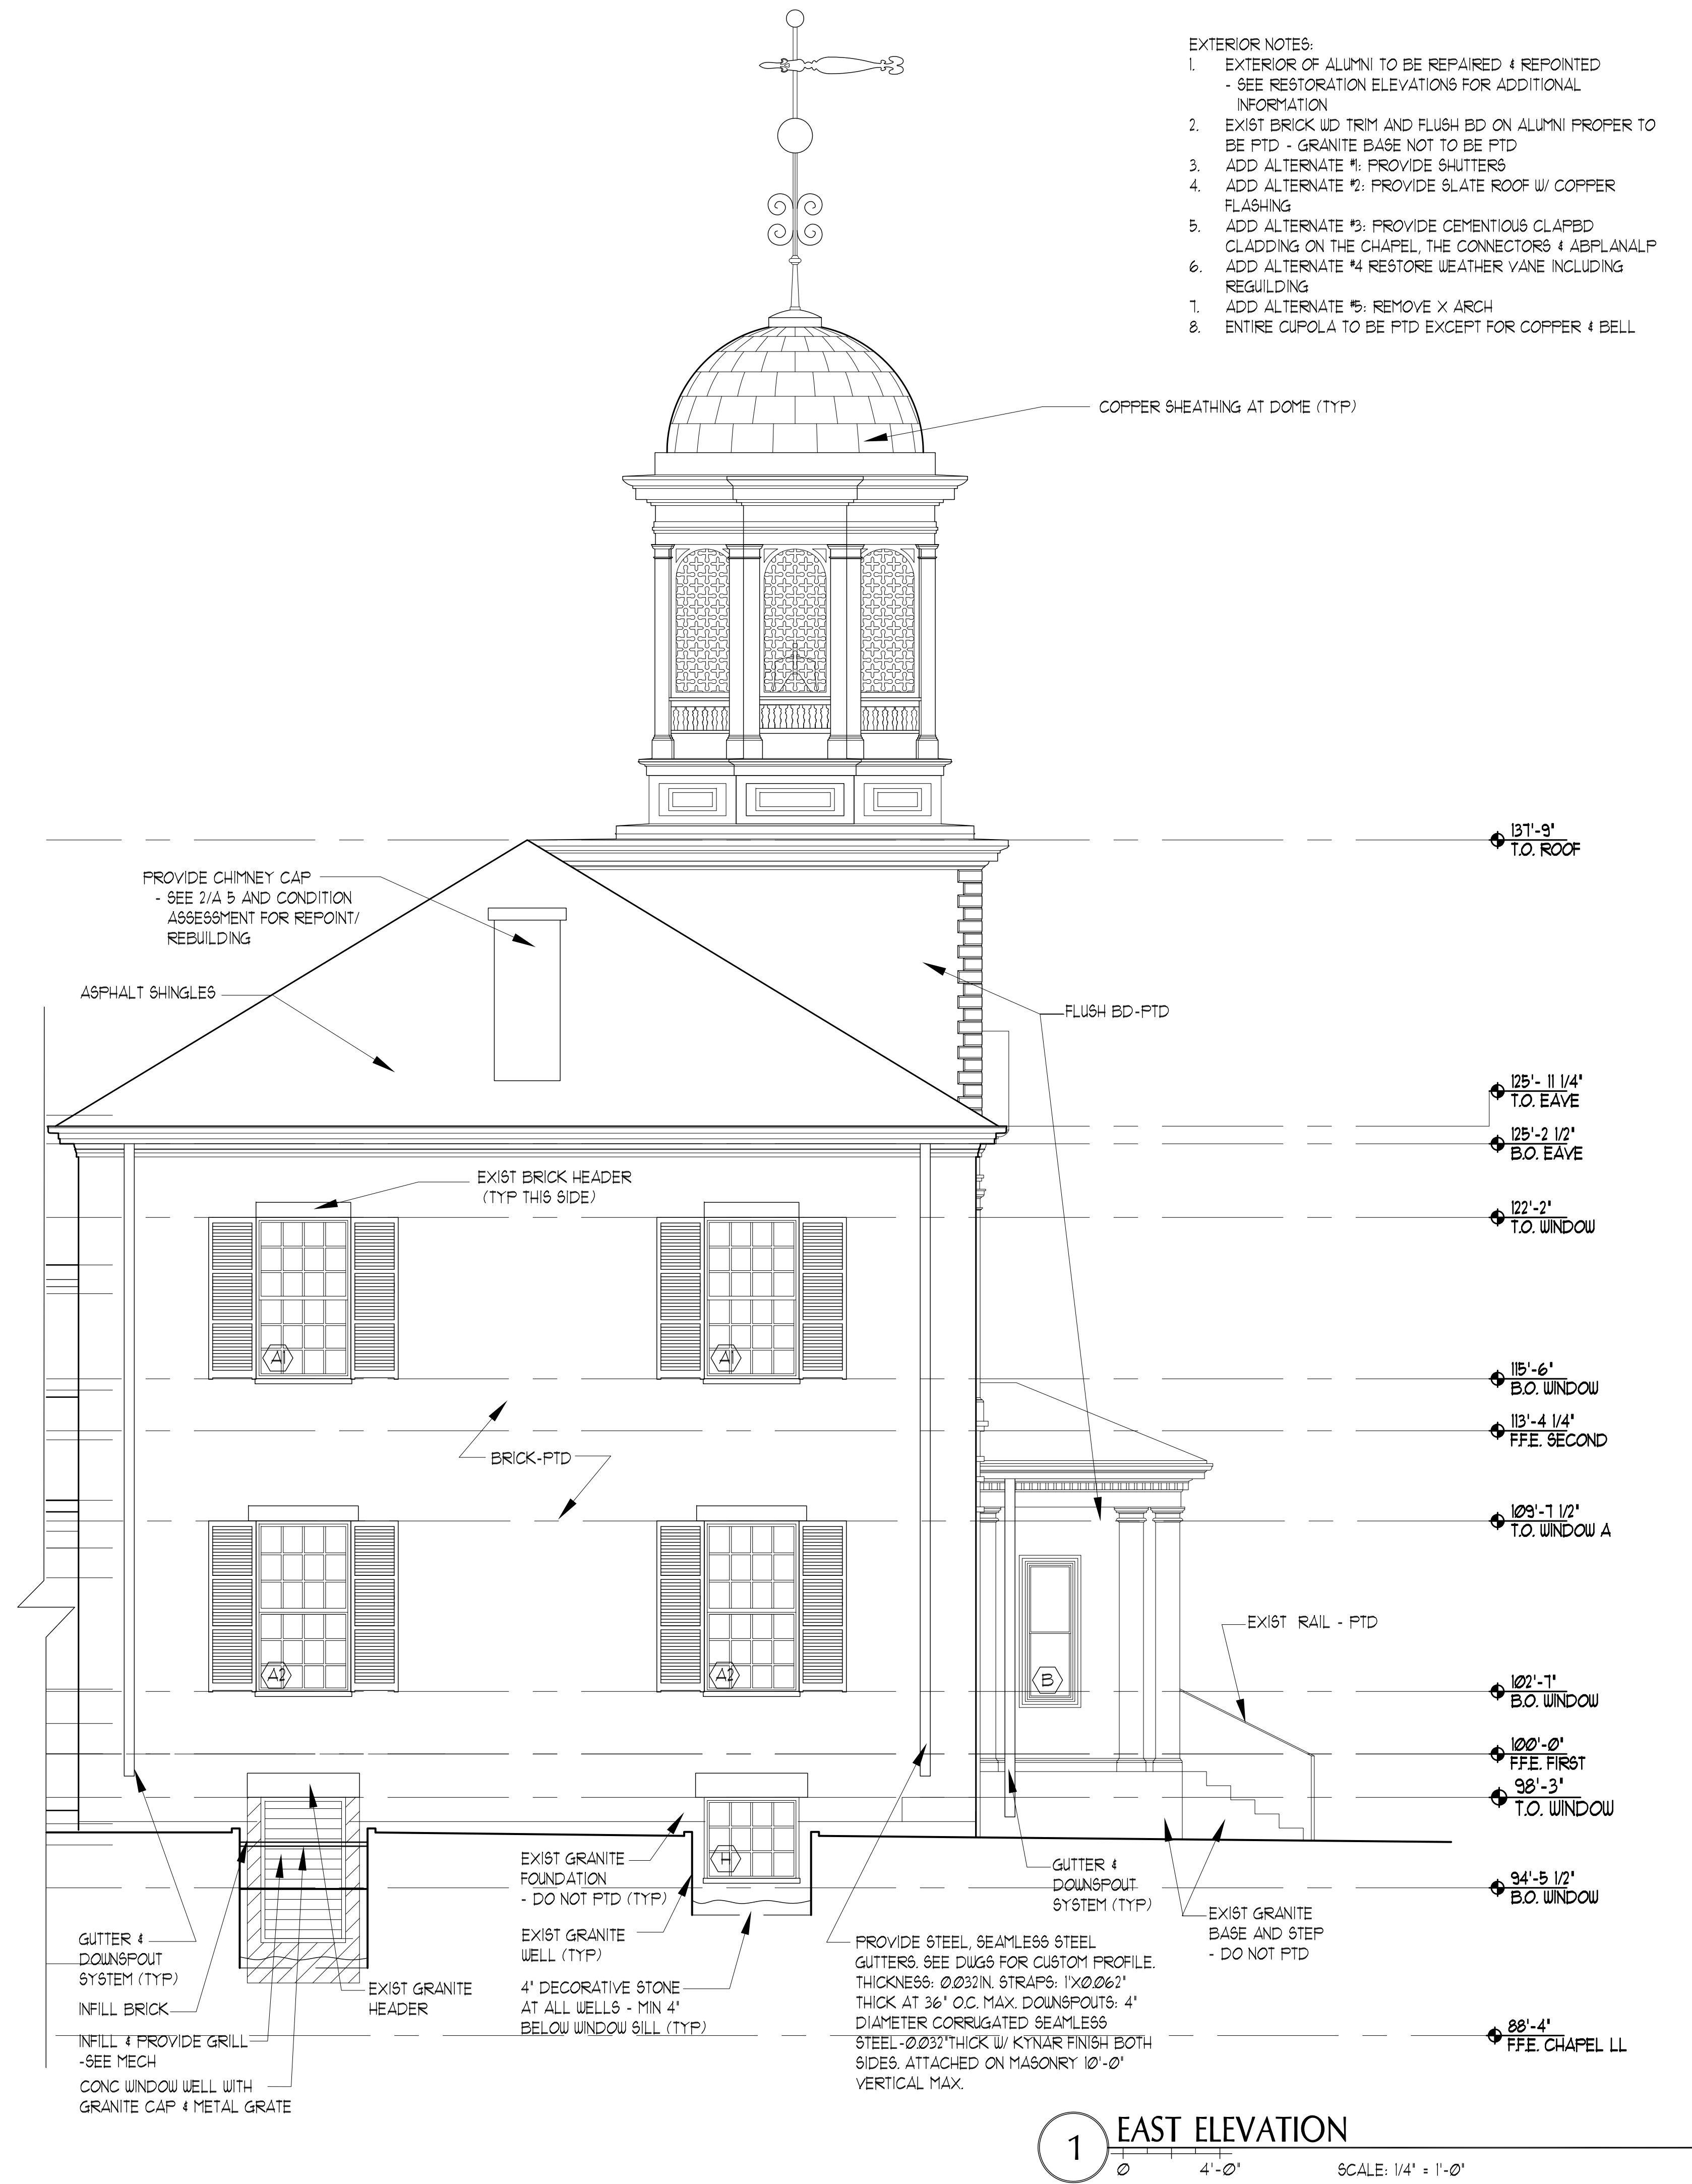 EXTERIOR NOTES:
1. EXTERIOR OF ALUMNI TO BE REPAIRED & REPOINTED
- SEE RESTORATION ELEVATIONS FOR ADDITIONAL
INFORMATION
2. EXIST BRICK WD TRIM AND FLUSH BD ON ALUMNI PROPER TO
BE PTD - GRANITE BASE NOT TO BE PTD
3. ADD ALTERNATE #1: PROVIDE SHUTTERS
4. ADD ALTERNATE #2: PROVIDE SLATE ROOF W/ COPPER
FLASHING
5. ADD ALTERNATE #3: PROVIDE CEMENTIOUS CLAPBD
CLADDING ON THE CHAPEL, THE CONNECTORS & ABPLANALP
6. ADD ALTERNATE #4 RESTORE WEATHER VANE INCLUDING
REGUILDING
7. ADD ALTERNATE #5: REMOVE X ARCH
8. ENTIRE CUPOLA TO BE PTD EXCEPT FOR COPPER & BELL
COPPER SHEATHING AT DOME (TYP)
137'-9"
T.O. ROOF
PROVIDE CHIMNEY CAP
- SEE 2/A 5 AND CONDITION
ASSESSMENT FOR REPOINT/
REBUILDING
ASPHALT SHINGLES
FLUSH BD-PTD
125'- 11 1/4"
T.O. EAVE
125'-2 1/2"
B.O. EAVE
EXIST BRICK HEADER
(TYP THIS SIDE)
122'-2"
T.O. WINDOW
A1
A1
115'-6"
B.O. WINDOW
113'-4 1/4"
F.F.E. SECOND
BRICK-PTD
109'-7 1/2"
T.O. WINDOW A
EXIST RAIL - PTD
A2
A2
B
102'-7"
B.O. WINDOW
100'-0"
F.F.E. FIRST
98'-3"
T.O. WINDOW
H
94'-5 1/2"
B.O. WINDOW
GUTTER &
DOWNSPOUT
SYSTEM (TYP)
INFILL BRICK
INFILL & PROVIDE GRILL
-SEE MECH
CONC WINDOW WELL WITH
GRANITE CAP & METAL GRATE
EXIST GRANITE
HEADER
EXIST GRANITE
FOUNDATION
- DO NOT PTD (TYP)
EXIST GRANITE
WELL (TYP)
4" DECORATIVE STONE
AT ALL WELLS - MIN 4"
BELOW WINDOW SILL (TYP)
PROVIDE STEEL, SEAMLESS STEEL
GUTTERS. SEE DWGS FOR CUSTOM PROFILE.
THICKNESS: 0.032IN. STRAPS: 1"X0.062"
THICK AT 36" O.C. MAX. DOWNSPOUTS: 4"
DIAMETER CORRUGATED SEAMLESS
STEEL-0.032"THICK W/ KYNAR FINISH BOTH
SIDES. ATTACHED ON MASONRY 10'-0"
VERTICAL MAX.
GUTTER &
DOWNSPOUT
SYSTEM (TYP)
EXIST GRANITE
BASE AND STEP
- DO NOT PTD
88'-4"
F.F.E. CHAPEL LL
1 EAST ELEVATION
0 4'-0" SCALE: 1/4" = 1'-0"